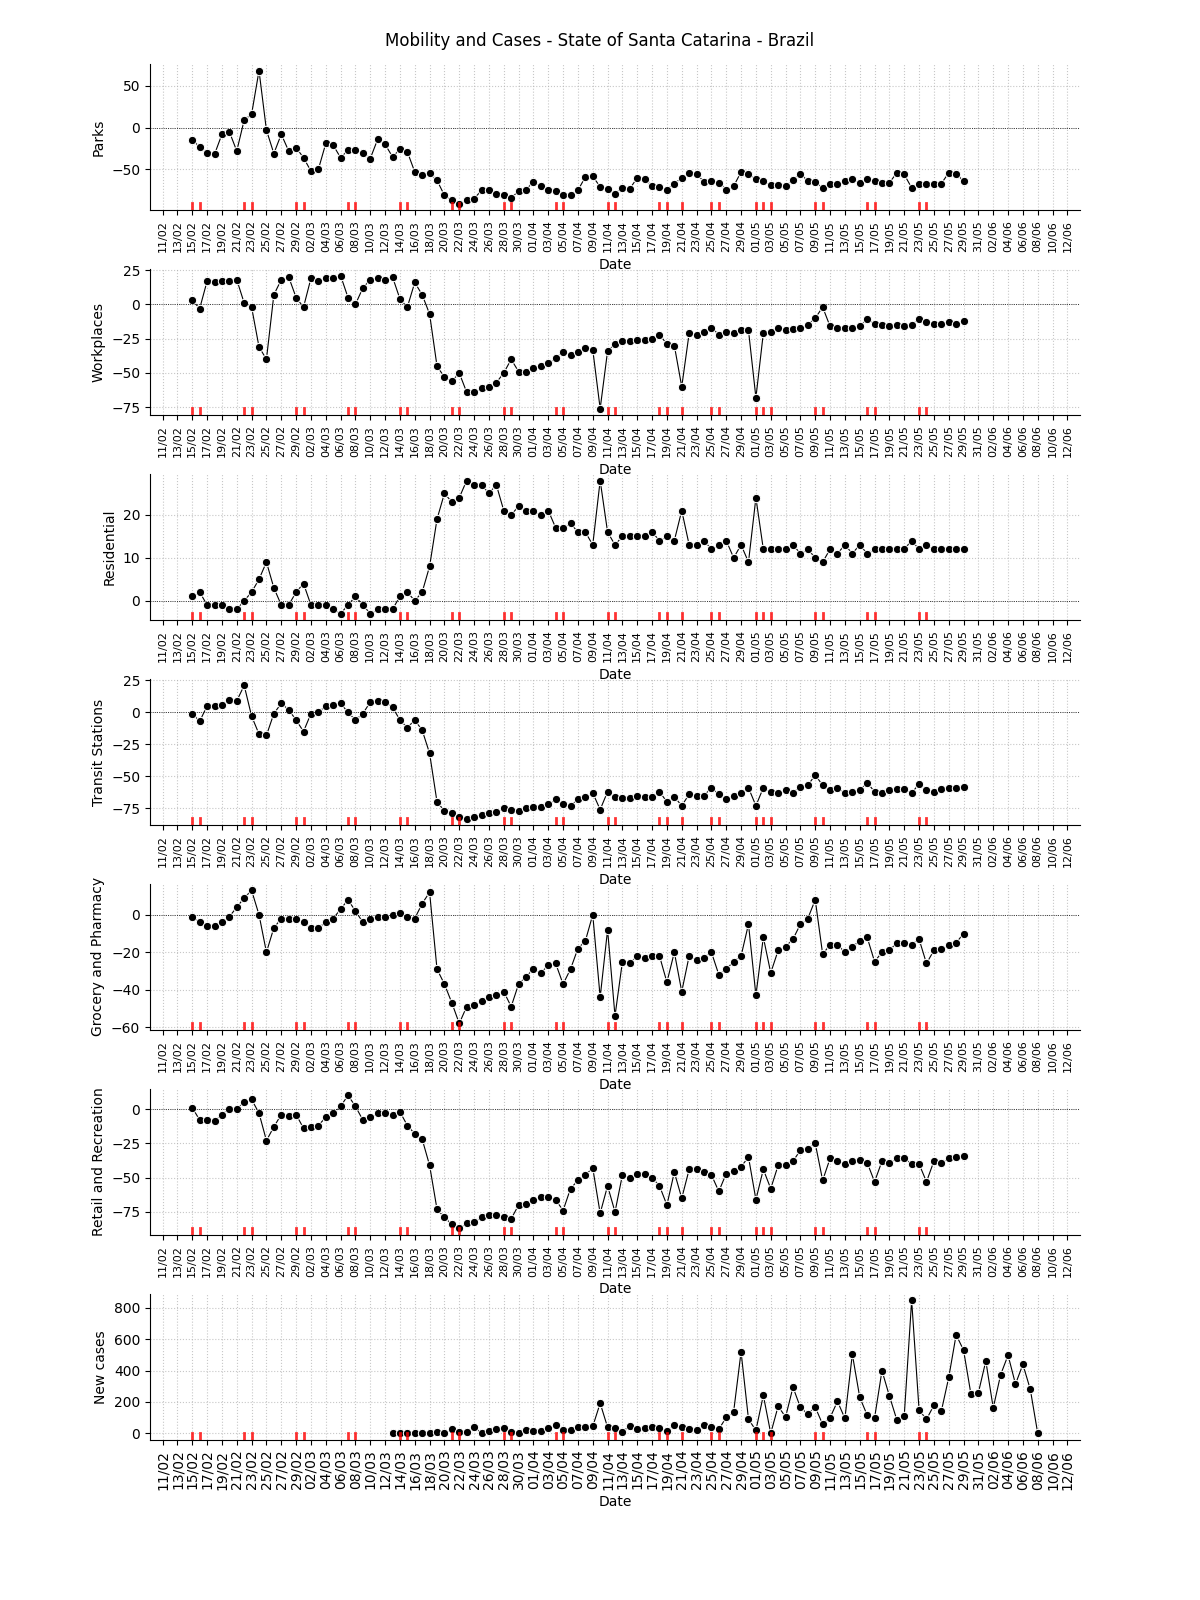 Mobility and Cases - State of Santa Catarina - Brazil
Parks
50
0
−50
11/02 13/02 15/02 17/02 19/02 21/02 23/02 25/02 27/02 29/02 02/03 04/03 06/03 08/03 10/03 12/03 14/03 16/03 18/03 20/03 22/03 24/03 26/03 28/03 30/03 01/04 03/04 05/04 07/04 09/04 11/04 13/04 15/04 17/04 19/04 21/04 23/04 25/04 27/04 29/04 01/05 03/05 05/05 07/05 09/05 11/05 13/05 15/05 17/05 19/05 21/05 23/05 25/05 27/05 29/05 31/05 02/06 04/06 06/06 08/06 10/06 12/06
Date
Workplaces
25
0
−25
−50
−75
11/02 13/02 15/02 17/02 19/02 21/02 23/02 25/02 27/02 29/02 02/03 04/03 06/03 08/03 10/03 12/03 14/03 16/03 18/03 20/03 22/03 24/03 26/03 28/03 30/03 01/04 03/04 05/04 07/04 09/04 11/04 13/04 15/04 17/04 19/04 21/04 23/04 25/04 27/04 29/04 01/05 03/05 05/05 07/05 09/05 11/05 13/05 15/05 17/05 19/05 21/05 23/05 25/05 27/05 29/05 31/05 02/06 04/06 06/06 08/06 10/06 12/06
Date
Residential
20
10
0
11/02 13/02 15/02 17/02 19/02 21/02 23/02 25/02 27/02 29/02 02/03 04/03 06/03 08/03 10/03 12/03 14/03 16/03 18/03 20/03 22/03 24/03 26/03 28/03 30/03 01/04 03/04 05/04 07/04 09/04 11/04 13/04 15/04 17/04 19/04 21/04 23/04 25/04 27/04 29/04 01/05 03/05 05/05 07/05 09/05 11/05 13/05 15/05 17/05 19/05 21/05 23/05 25/05 27/05 29/05 31/05 02/06 04/06 06/06 08/06 10/06 12/06
Date
Transit Stations
25
0
−25
−50
−75
11/02 13/02 15/02 17/02 19/02 21/02 23/02 25/02 27/02 29/02 02/03 04/03 06/03 08/03 10/03 12/03 14/03 16/03 18/03 20/03 22/03 24/03 26/03 28/03 30/03 01/04 03/04 05/04 07/04 09/04 11/04 13/04 15/04 17/04 19/04 21/04 23/04 25/04 27/04 29/04 01/05 03/05 05/05 07/05 09/05 11/05 13/05 15/05 17/05 19/05 21/05 23/05 25/05 27/05 29/05 31/05 02/06 04/06 06/06 08/06 10/06 12/06
Date
Grocery and Pharmacy
0
−20
−40
−60
11/02 13/02 15/02 17/02 19/02 21/02 23/02 25/02 27/02 29/02 02/03 04/03 06/03 08/03 10/03 12/03 14/03 16/03 18/03 20/03 22/03 24/03 26/03 28/03 30/03 01/04 03/04 05/04 07/04 09/04 11/04 13/04 15/04 17/04 19/04 21/04 23/04 25/04 27/04 29/04 01/05 03/05 05/05 07/05 09/05 11/05 13/05 15/05 17/05 19/05 21/05 23/05 25/05 27/05 29/05 31/05 02/06 04/06 06/06 08/06 10/06 12/06
Date
Retail and Recreation
0
−25
−50
−75
11/02 13/02 15/02 17/02 19/02 21/02 23/02 25/02 27/02 29/02 02/03 04/03 06/03 08/03 10/03 12/03 14/03 16/03 18/03 20/03 22/03 24/03 26/03 28/03 30/03 01/04 03/04 05/04 07/04 09/04 11/04 13/04 15/04 17/04 19/04 21/04 23/04 25/04 27/04 29/04 01/05 03/05 05/05 07/05 09/05 11/05 13/05 15/05 17/05 19/05 21/05 23/05 25/05 27/05 29/05 31/05 02/06 04/06 06/06 08/06 10/06 12/06
Date
New cases
800
600
400
200
0
11/02 13/02 15/02 17/02 19/02 21/02 23/02 25/02 27/02 29/02 02/03 04/03 06/03 08/03 10/03 12/03 14/03 16/03 18/03 20/03 22/03 24/03 26/03 28/03 30/03 01/04 03/04 05/04 07/04 09/04 11/04 13/04 15/04 17/04 19/04 21/04 23/04 25/04 27/04 29/04 01/05 03/05 05/05 07/05 09/05 11/05 13/05 15/05 17/05 19/05 21/05 23/05 25/05 27/05 29/05 31/05 02/06 04/06 06/06 08/06 10/06 12/06
Date